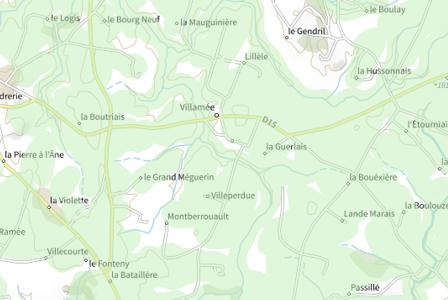 le Logis
le Bourg Neuf
la Mauguinière
le Boulay
le Gendril
Lillèle
la Hussonnais
drerie
Villamée
la Boutriais
D15
l'Étourniai
la Guerlais
la Pierre à l'Âne
le Grand Méguerin
la Bouëxière
Villeperdue
la Violette
la Boulouze
Montberrouault
Lande Marais
Ramée
Villecourte
le Fonteny
la Bataillère
Passillé